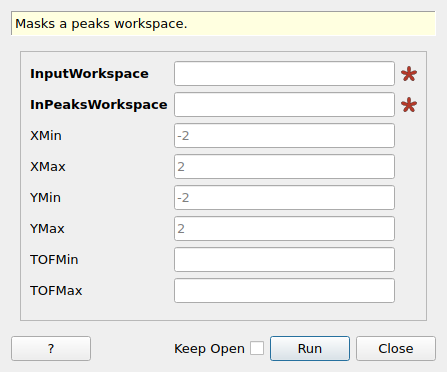 Masks a peaks workspace.
InputWorkspace
InPeaksWorkspace
XMin -2
XMax 2
YMin -2
YMax 2
TOFMin
TOFMax
? Keep Open Run Close